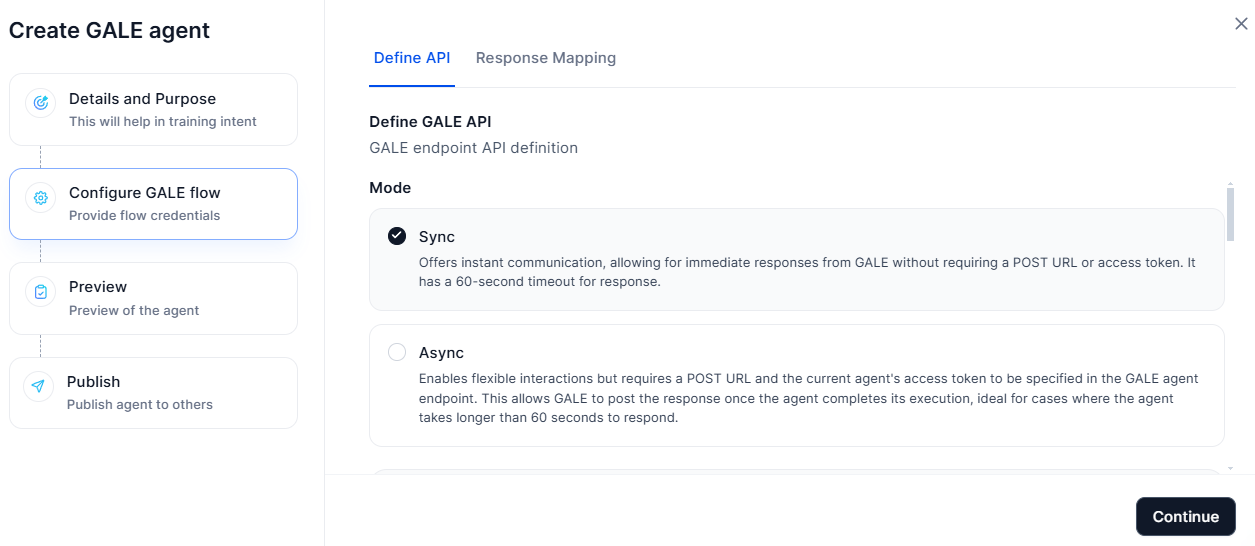 Create GALE agent
Details and Purpose
This will help in training intent
Configure GALE flow
Provide flow credentials
Preview
Preview of the agent
Publish
Publish agent to others
Define API
Response Mapping
Define GALE API
GALE endpoint API definition
Mode
Sync
Offers instant communication, allowing for immediate responses from GALE without requiring a POST URL or access token. It
has a 60-second timeout for response.
Async
Enables flexible interactions but requires a POST URL and the current agent's access token to be specified in the GALE agent
endpoint. This allows GALE to post the response once the agent completes its execution, ideal for cases where the agent
takes longer than 60 seconds to respond.
Continue